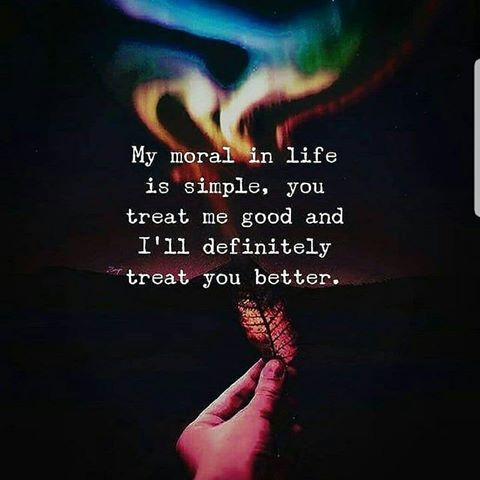 My moral in life
is simple, you
treat me good and
I'll definitely
treat you better.